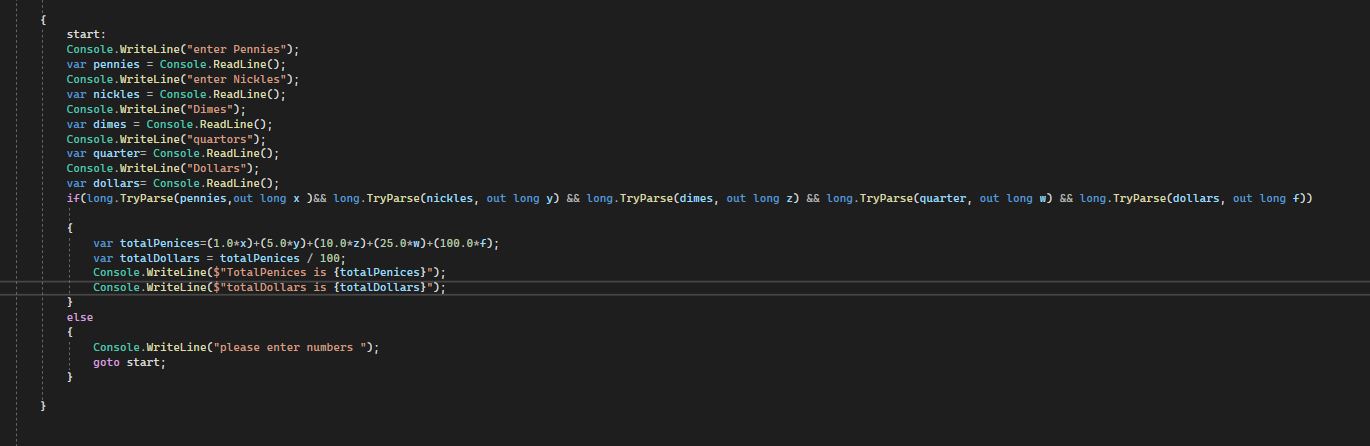 {
start:
Console.WriteLine("enter Pennies");
var pennies = Console.ReadLine();
Console.WriteLine("enter Nickles");
var nickles = Console.ReadLine();
Console.WriteLine("Dimes");
var dimes = Console.ReadLine();
Console.WriteLine("quartors");
var quarter= Console.ReadLine();
Console.WriteLine("Dollars");
var dollars= Console.ReadLine();
if(long.TryParse(pennies,out long x )&& long.TryParse(nickles, out long y) && long.TryParse(dimes, out long z) && long.TryParse(quarter, out long w) && long.TryParse(dollars, out long f))
{
var totalPenices=(1.0*x)+(5.0*y)+(10.0*z)+(25.0*w)+(100.0*f);
var totalDollars = totalPenices / 100;
Console.WriteLine($"TotalPenices is {totalPenices}");
Console.WriteLine($"totalDollars is {totalDollars}");
}
else
{
Console.WriteLine("please enter numbers ");
goto start;
}
}